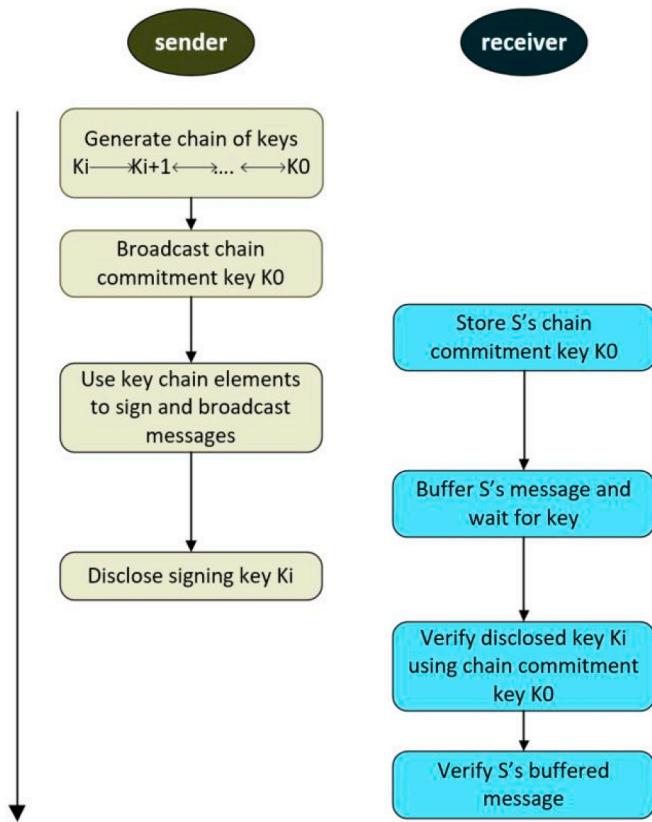 sender
receiver
Generate chain of keys
Ki⟶Ki+1⟷.... ⟷K0
Broadcast chain
commitment key K0
Store S's chain
commitment key K0
Use key chain elements
to sign and broadcast
messages
Buffer S's message and
wait for key
Disclose signing key Ki
Verify disclosed key Ki
using chain commitment
key K0
Verify S's buffered
message